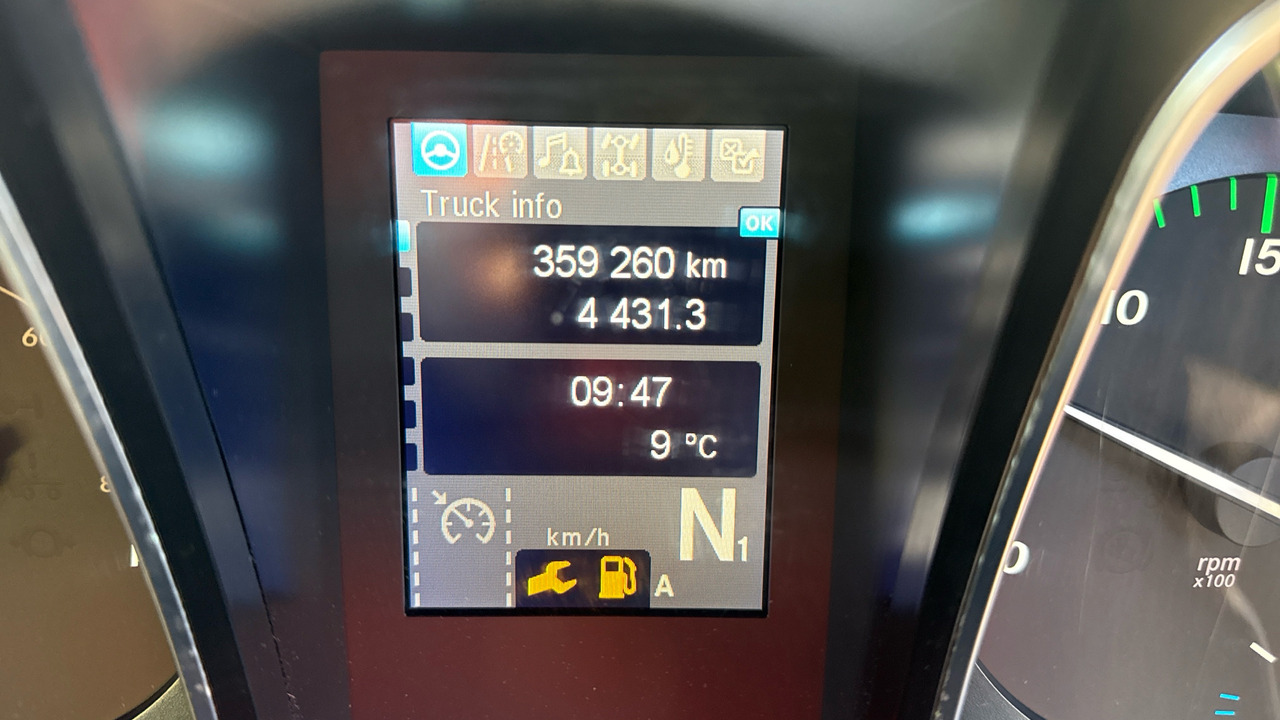 Truck info
OK
359 260 km
4 431.3
09:47
9 °C
N1
km/h
A
10
15
0
rpm
x100